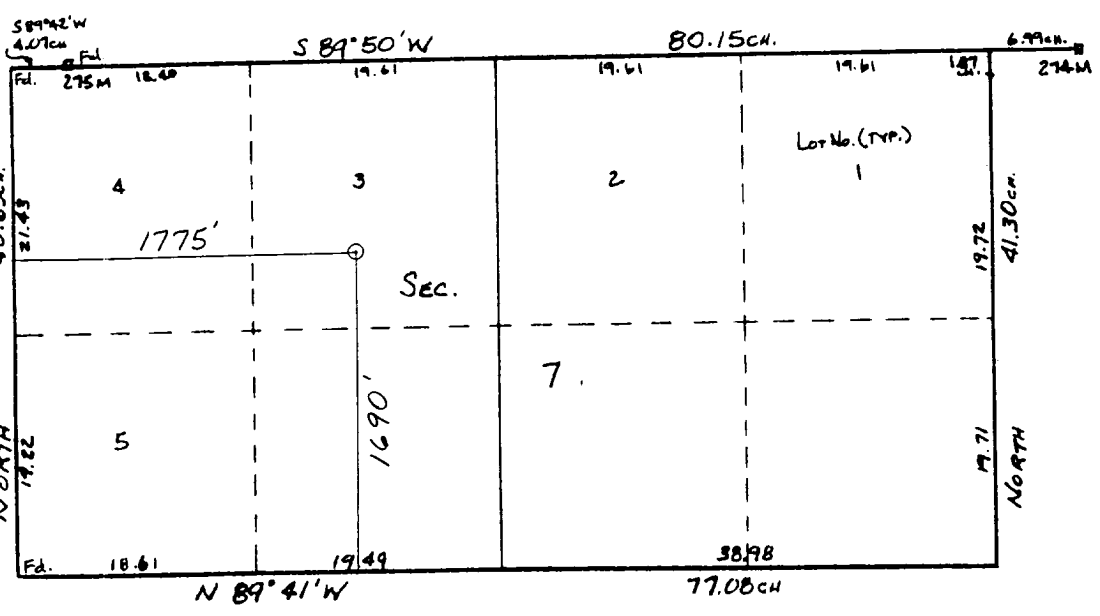 S 89°42'W
4.07CH
S 89°50'W
80.15CH.
6.99CH.
Fd
Fd.
275M
18.40
19.61
19.61
19.61
274M
Lot No. (TYP.)
4
3
2
1
21.43
1775'
19.72
41.30CH.
SEC.
7.
1690'
5
19.22
NORTH
19.71
NORTH
Fd.
18.61
19.49
38.98
N 89°41'W
77.08CH